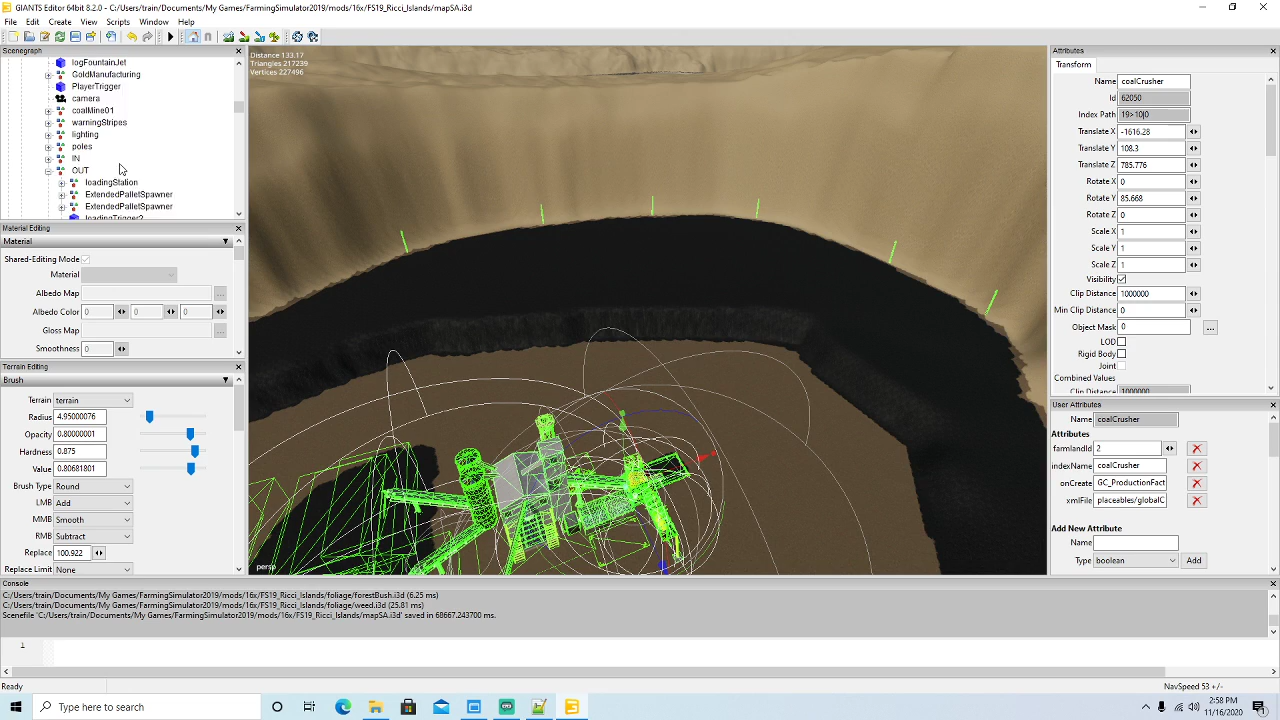 GIANTS Editor 64bit 8.2.0 - C:/Users/train/Documents/My Games/FarmingSimulator2019/mods/16x/FS19_Ricci_Islands/mapSA.i3d
File Edit Create View Scripts Window Help
Scenegraph
logFountainJet
GoldManufacturing
PlayerTrigger
camera
coalMine01
warningStripes
lighting
poles
IN
OUT
loadingStation
ExtendedPalletSpawner
ExtendedPalletSpawner
loadingTrigger2
Material Editing
Material
Shared-Editing Mode
Material
Albedo Map ...
Albedo Color 0 0 0
Gloss Map ...
Smoothness 0
Terrain Editing
Brush
Terrain terrain
Radius 4.95000076
Opacity 0.80000001
Hardness 0.875
Value 0.80681801
Brush Type Round
LMB Add
MMB Smooth
RMB Subtract
Replace 100.922
Replace Limit None
Distance 133.17
Triangles 217239
Vertices 227496
persp
Attributes
Transform
Name coalCrusher
Id 62050
Index Path 19>10|0
Translate X -1616.28
Translate Y 108.3
Translate Z 785.776
Rotate X 0
Rotate Y 85.668
Rotate Z 0
Scale X 1
Scale Y 1
Scale Z 1
Visibility
Clip Distance 1000000
Min Clip Distance 0
Object Mask 0 ...
LOD
Rigid Body
Joint
Combined Values
Clip Distance 1000000
User Attributes
Name coalCrusher
Attributes
farmlandId 2
indexName coalCrusher
onCreate GC_ProductionFact
xmlFile placeables/globalC
Add New Attribute
Name
Type boolean Add
Console
C:/Users/train/Documents/My Games/FarmingSimulator2019/mods/16x/FS19_Ricci_Islands/foliage/forestBush.i3d (6.25 ms)
C:/Users/train/Documents/My Games/FarmingSimulator2019/mods/16x/FS19_Ricci_Islands/foliage/weed.i3d (25.81 ms)
Scenefile 'C:/Users/train/Documents/My Games/FarmingSimulator2019/mods/16x/FS19_Ricci_Islands/mapSA.i3d' saved in 68667.243700 ms.
1
Ready
NavSpeed 53 +/-
Type here to search
2:58 PM
11/16/2020